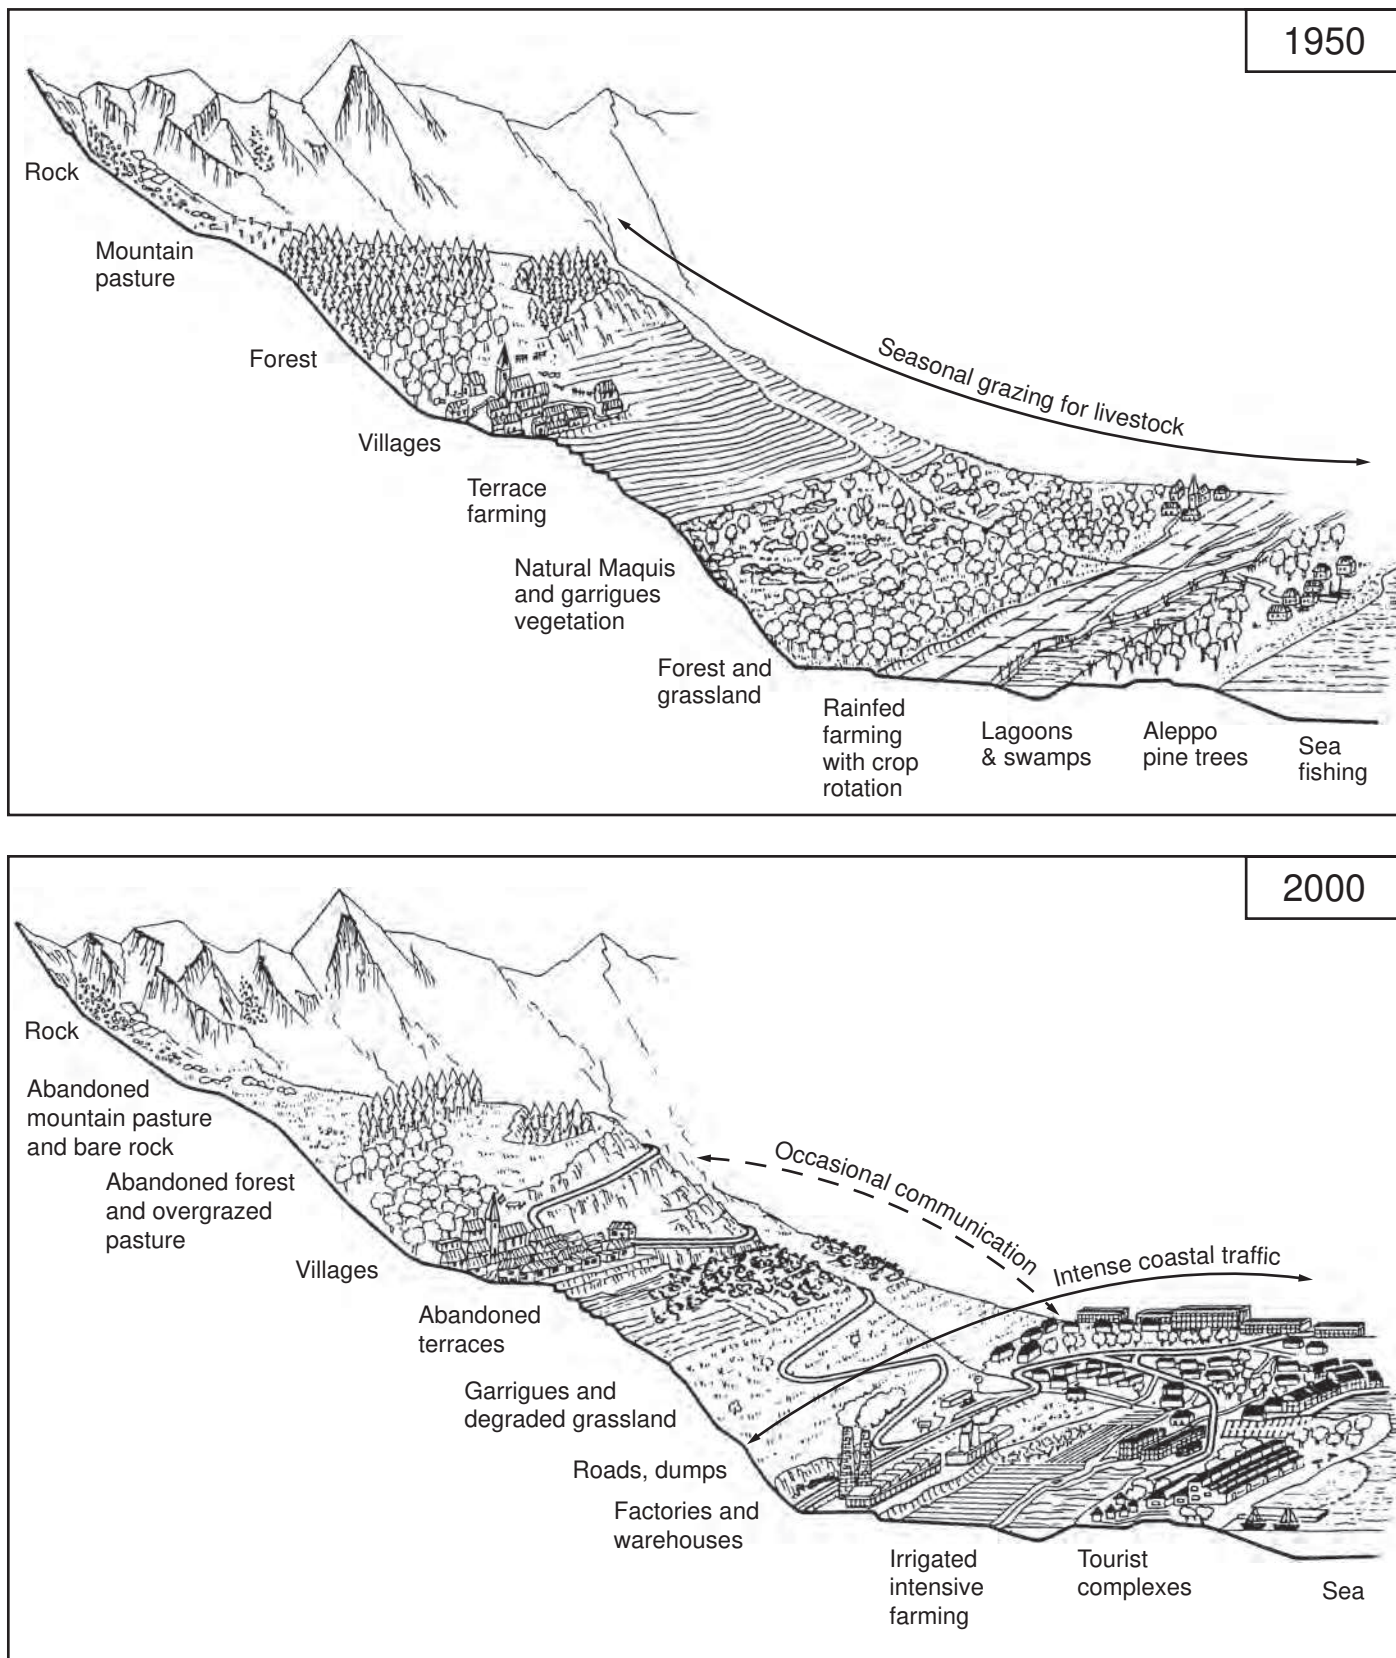 1950
Rock
Mountain
pasture
Forest
Villages
Terrace
farming
Natural Maquis
and garrigues
vegetation
Forest and
grassland
Rainfed
farming
with crop
rotation
Lagoons
& swamps
Aleppo
pine trees
Sea
fishing
Seasonal grazing for livestock
2000
Rock
Abandoned
mountain pasture
and bare rock
Abandoned forest
and overgrazed
pasture
Villages
Abandoned
terraces
Garrigues and
degraded grassland
Roads, dumps
Factories and
warehouses
Irrigated
intensive
farming
Tourist
complexes
Sea
Occasional communication
Intense coastal traffic